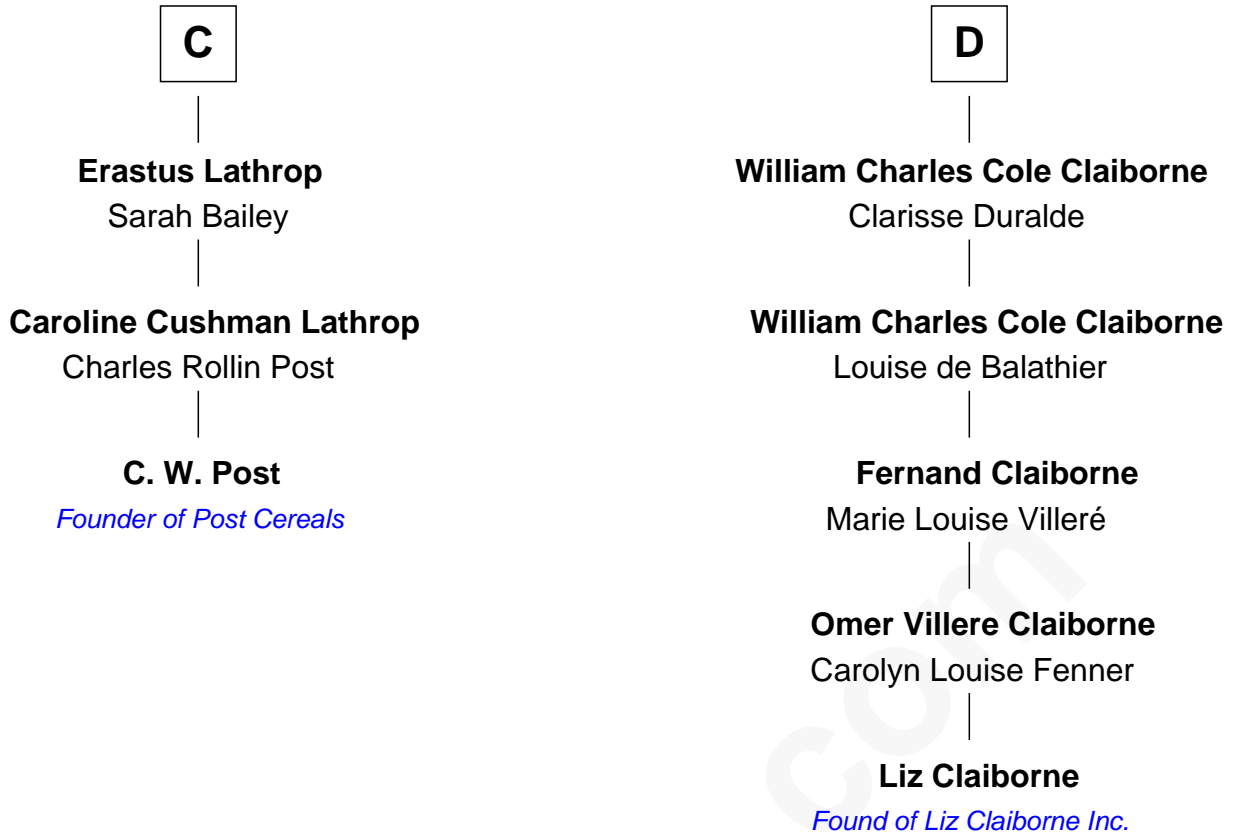 C
Erastus Lathrop
Sarah Bailey
Caroline Cushman Lathrop
Charles Rollin Post
C. W. Post
Founder of Post Cereals
D
William Charles Cole Claiborne
Clarisse Duralde
William Charles Cole Claiborne
Louise de Balathier
Fernand Claiborne
Marie Louise Villeré
Omer Villere Claiborne
Carolyn Louise Fenner
Liz Claiborne
Found of Liz Claiborne Inc.
com